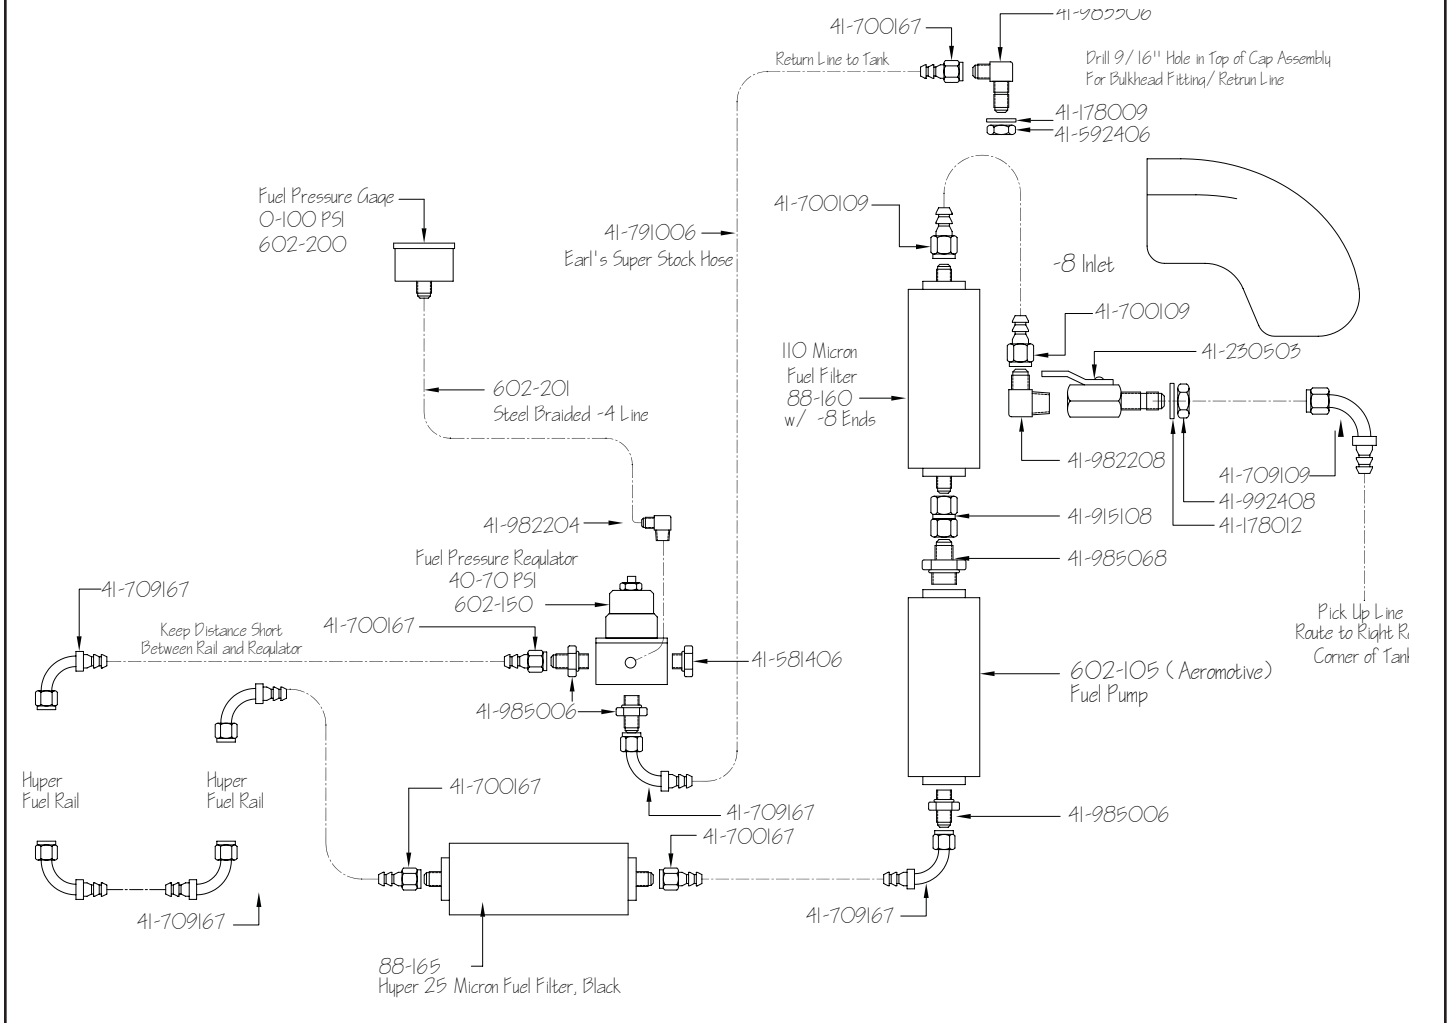 41-700167
Return Line to Tank
Drill 9/16" Hole in Top of Cap Assembly
For Bulkhead Fitting/ Retrun Line
41-178009
41-592406
Fuel Pressure Gage
0-100 PSI
602-200
41-700109
41-791006
Earl's Super Stock Hose
-8 Inlet
41-700109
41-230503
110 Micron
Fuel Filter
88-160
w/ -8 Ends
602-201
Steel Braided -4 Line
41-982208
41-709109
41-992408
41-178012
41-915108
41-982204
41-985068
Fuel Pressure Regulator
40-70 PSI
602-150
41-709167
Keep Distance Short
Between Rail and Regulator
41-700167
Pick Up Line
Route to Right
Corner of
41-581406
602-105 (Aeromotive)
Fuel Pump
41-985006
Hyper
Fuel Rail
Hyper
Fuel Rail
41-700167
41-709167
41-700167
41-985006
41-709167
41-709167
88-165
Hyper 25 Micron Fuel Filter, Black